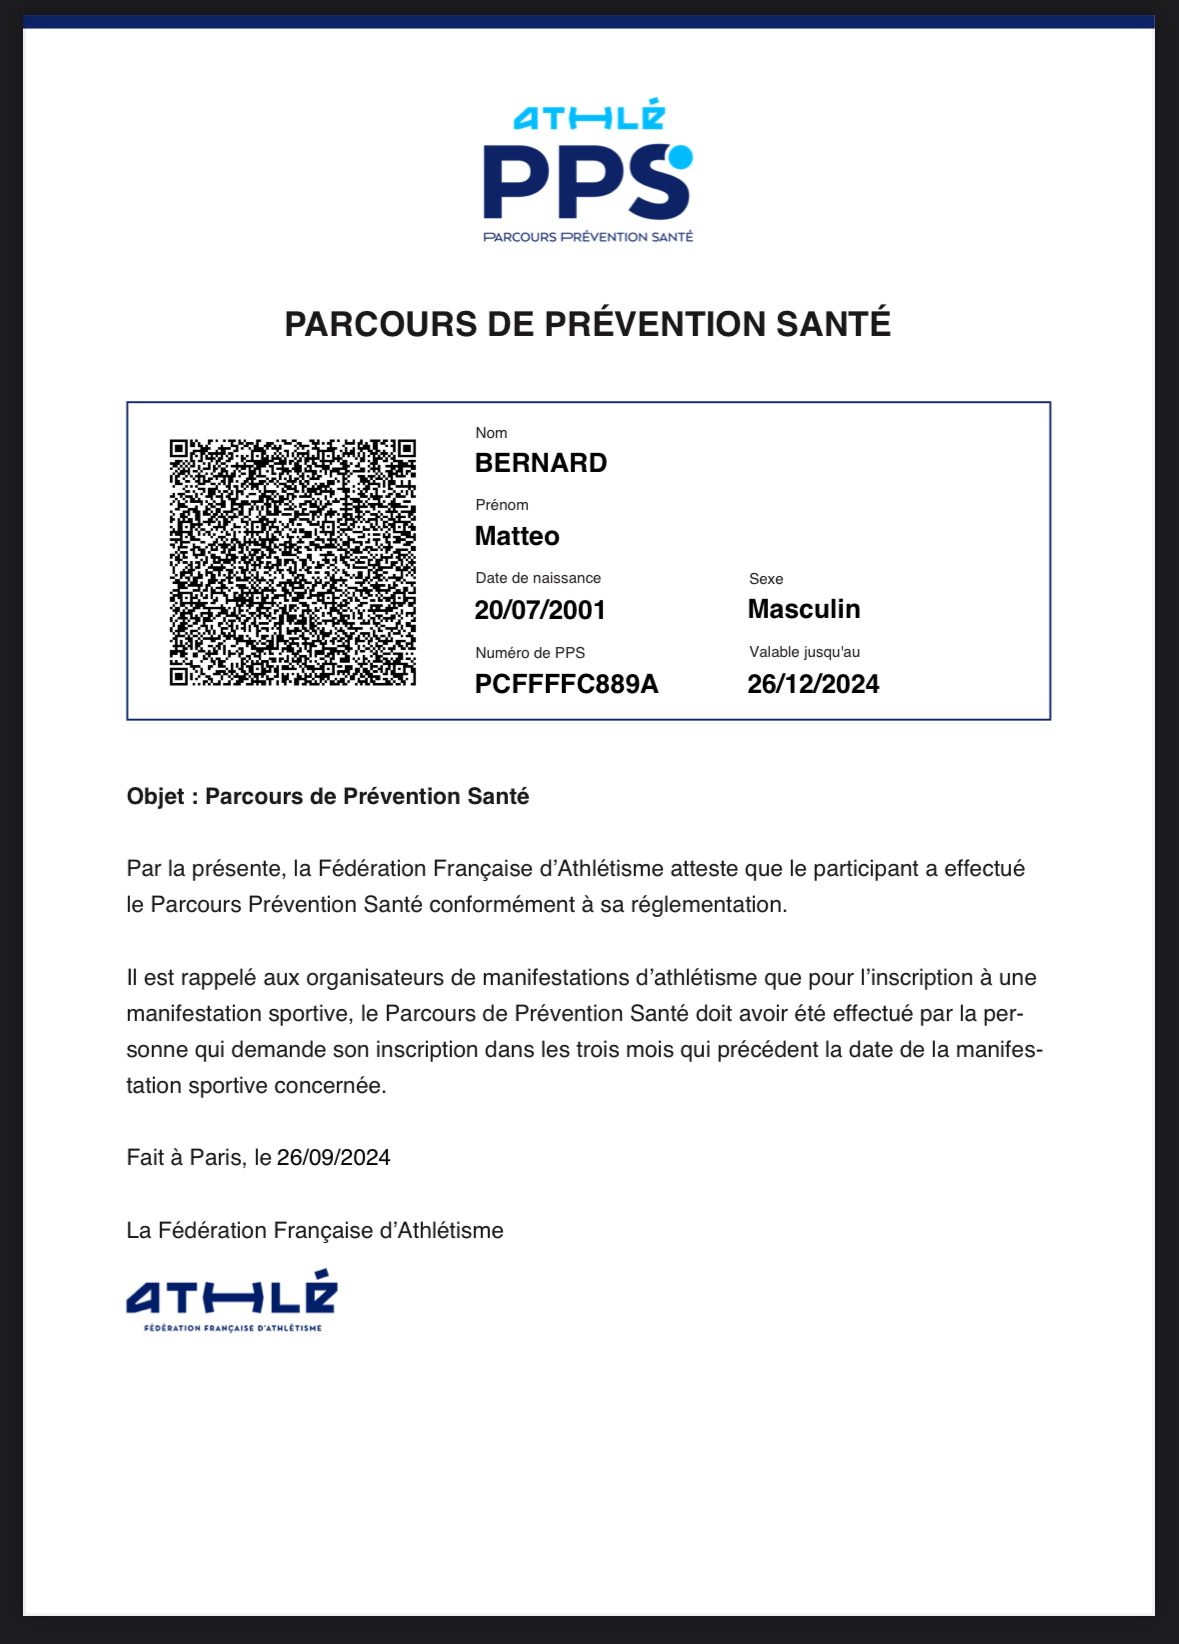 ATHLÉ
PPS
PARCOURS PRÉVENTION SANTÉ
PARCOURS DE PRÉVENTION SANTÉ
Nom
BERNARD
Prénom
Matteo
Date de naissance
20/07/2001
Sexe
Masculin
Numéro de PPS
PCFFFFC889A
Valable jusqu'au
26/12/2024
Objet : Parcours de Prévention Santé
Par la présente, la Fédération Française d’Athlétisme atteste que le participant a effectué
le Parcours Prévention Santé conformément à sa réglementation.
Il est rappelé aux organisateurs de manifestations d’athlétisme que pour l’inscription à une
manifestation sportive, le Parcours de Prévention Santé doit avoir été effectué par la per-
sonne qui demande son inscription dans les trois mois qui précédent la date de la manifes-
tation sportive concernée.
Fait à Paris, le 26/09/2024
La Fédération Française d’Athlétisme
ATHLÉ
FÉDÉRATION FRANÇAISE D'ATHLÉTISME